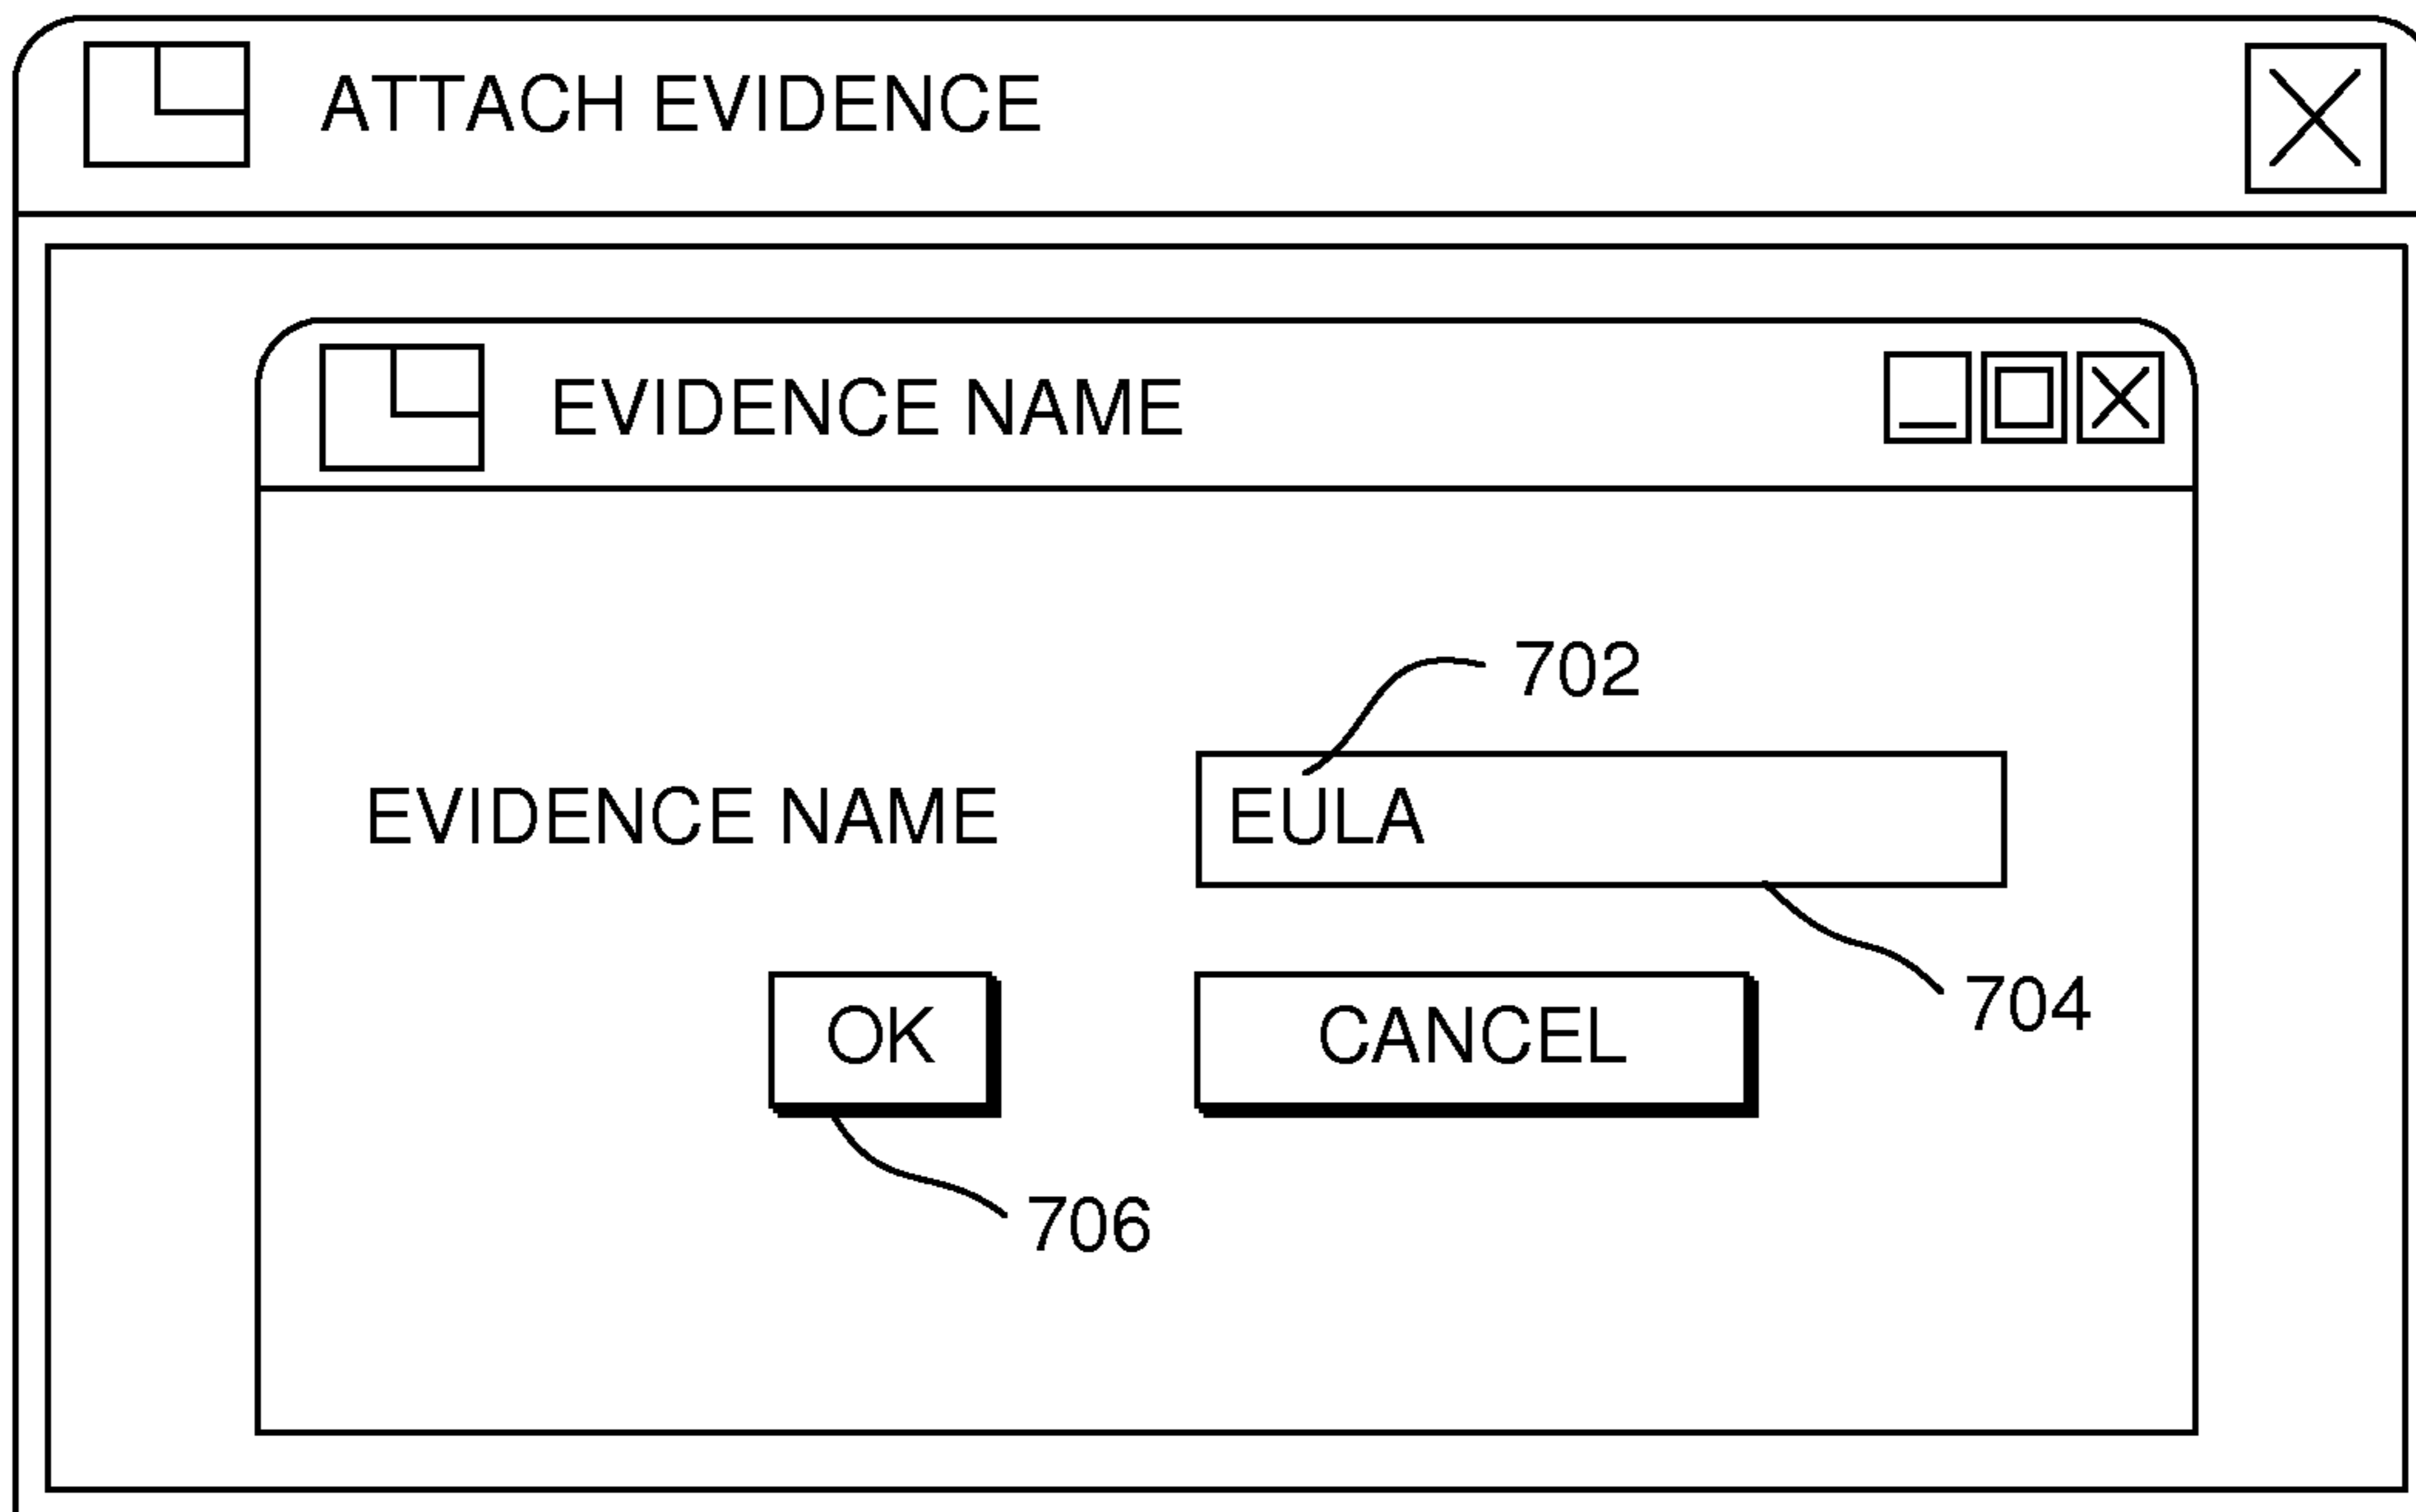 ATTACH EVIDENCE
EVIDENCE NAME
702
EVIDENCE NAME EULA
704
OK CANCEL
706